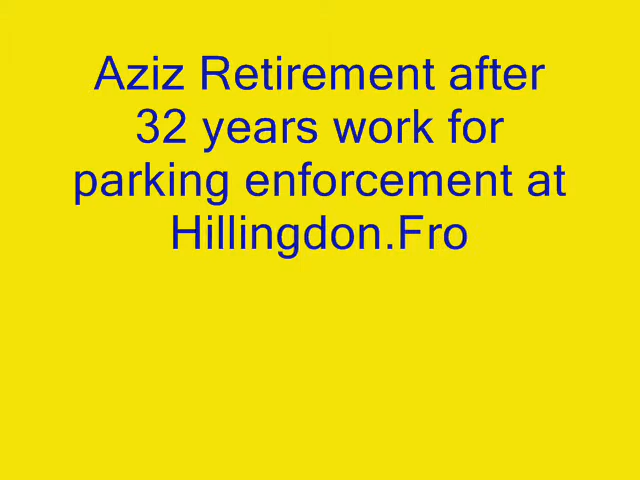 Aziz Retirement after
32 years work for
parking enforcement at
Hillingdon.Fro